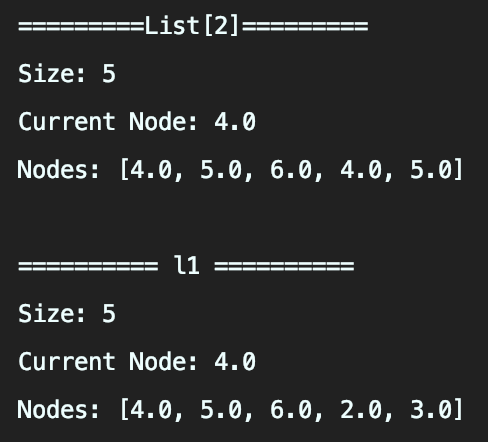 =========List[2]=========
Size: 5
Current Node: 4.0
Nodes: [4.0, 5.0, 6.0, 4.0, 5.0]
========== l1 ==========
Size: 5
Current Node: 4.0
Nodes: [4.0, 5.0, 6.0, 2.0, 3.0]